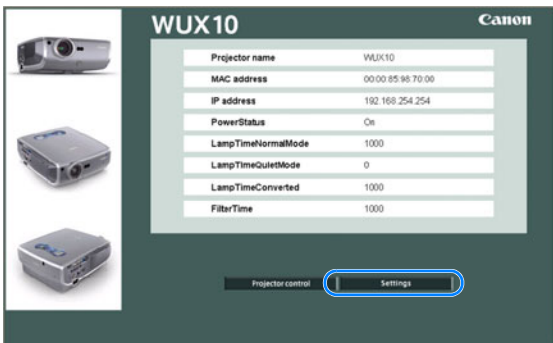 WUX10 Canon
Projector name WUX10
MAC address 00:00:85:98:70:00
IP address 192.168.254.254
PowerStatus On
LampTimeNormalMode 1000
LampTimeQuietMode 0
LampTimeConverted 1000
FilterTime 1000
Projector control Settings